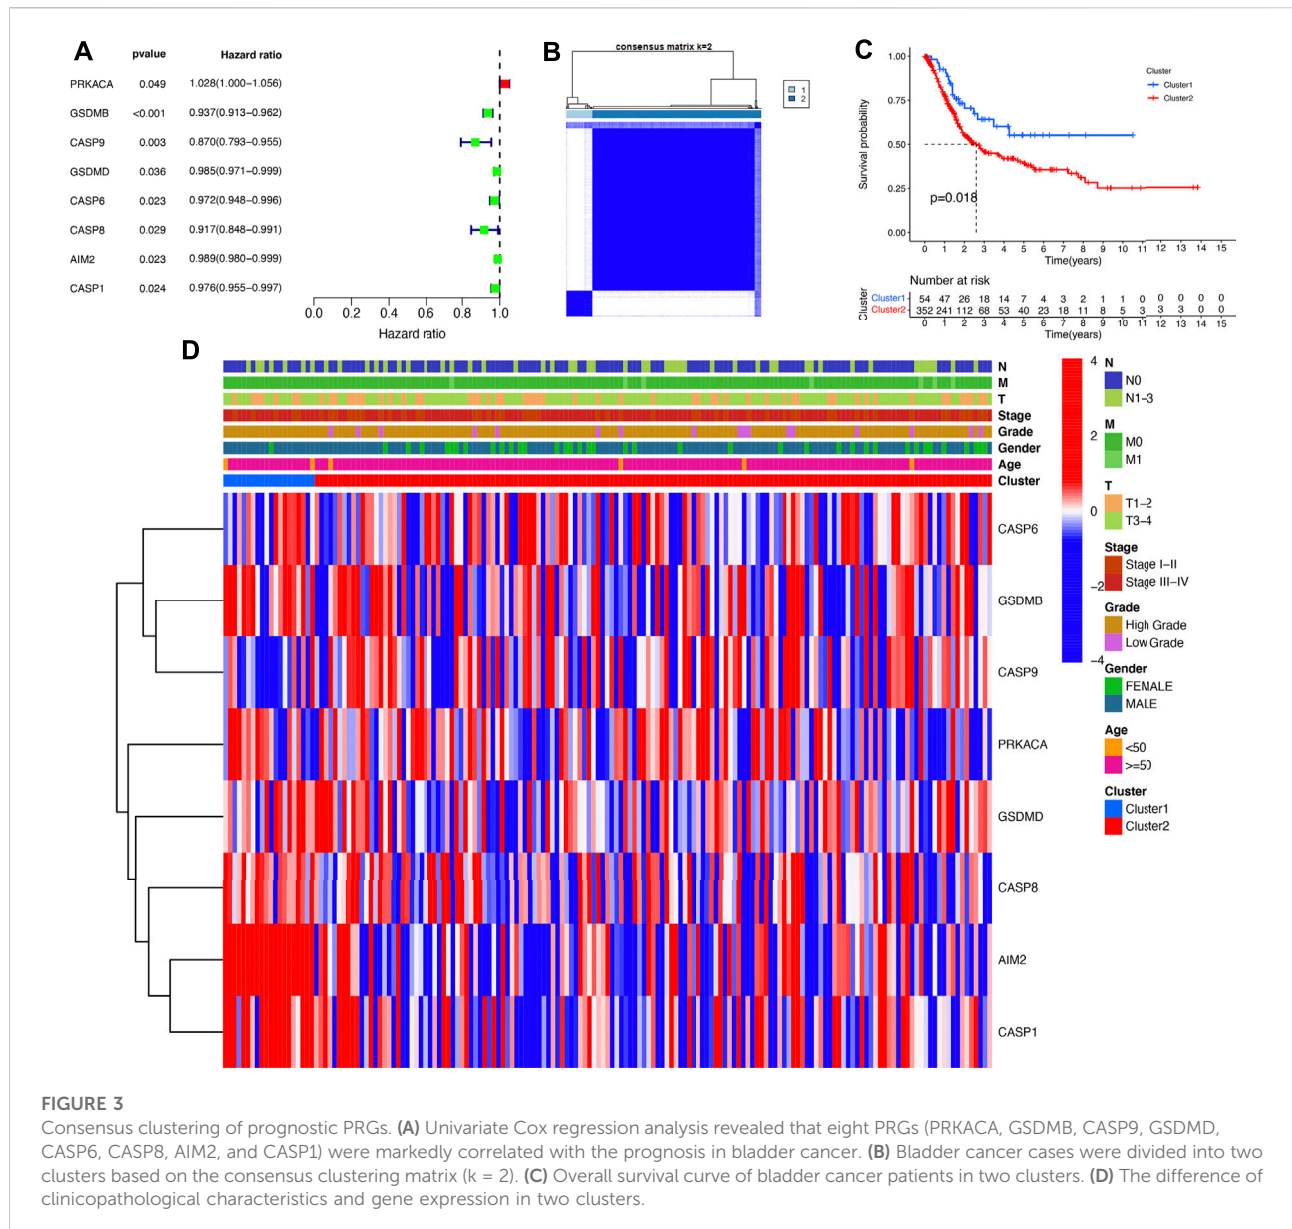 A
pvalue Hazard ratio
PRKACA 0.049 1.028(1.000−1.056)
GSDMB <0.001 0.937(0.913−0.962)
CASP9 0.003 0.870(0.793−0.955)
GSDMD 0.036 0.985(0.971−0.999)
CASP6 0.023 0.972(0.948−0.996)
CASP8 0.029 0.917(0.848−0.991)
AIM2 0.023 0.989(0.980−0.999)
CASP1 0.024 0.976(0.955−0.997)
0.0 0.2 0.4 0.6 0.8 1.0
Hazard ratio
B
consensus matrix k=2
1
2
C
Survival probability
1.00
0.75
0.50
0.25
0.00
p=0.018
Cluster
Cluster1
Cluster2
0 1 2 3 4 5 6 7 8 9 10 11 12 13 14 15
Time(years)
Number at risk
Cluster
Cluster1 54 47 26 18 14 7 4 3 2 1 1 0 0 0 0 0
Cluster2 352 241 112 68 53 40 23 18 11 8 5 3 3 3 0 0
0 1 2 3 4 5 6 7 8 9 10 11 12 13 14 15
Time(years)
D
N
M
T
Stage
Grade
Gender
Age
Cluster
CASP6
GSDMB
CASP9
PRKACA
GSDMD
CASP8
AIM2
CASP1
4
2
0
−2
−4
N
N0
N1−3
M
M0
M1
T
T1−2
T3−4
Stage
Stage I−II
Stage III−IV
Grade
High Grade
Low Grade
Gender
FEMALE
MALE
Age
<50
>=50
Cluster
Cluster1
Cluster2
FIGURE 3
Consensus clustering of prognostic PRGs. (A) Univariate Cox regression analysis revealed that eight PRGs (PRKACA, GSDMB, CASP9, GSDMD,
CASP6, CASP8, AIM2, and CASP1) were markedly correlated with the prognosis in bladder cancer. (B) Bladder cancer cases were divided into two
clusters based on the consensus clustering matrix (k = 2). (C) Overall survival curve of bladder cancer patients in two clusters. (D) The difference of
clinicopathological characteristics and gene expression in two clusters.